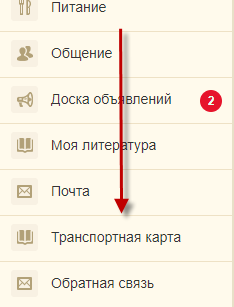 Питание
Общение
Доска объявлений 2
Моя литература
Почта
Транспортная карта
Обратная связь